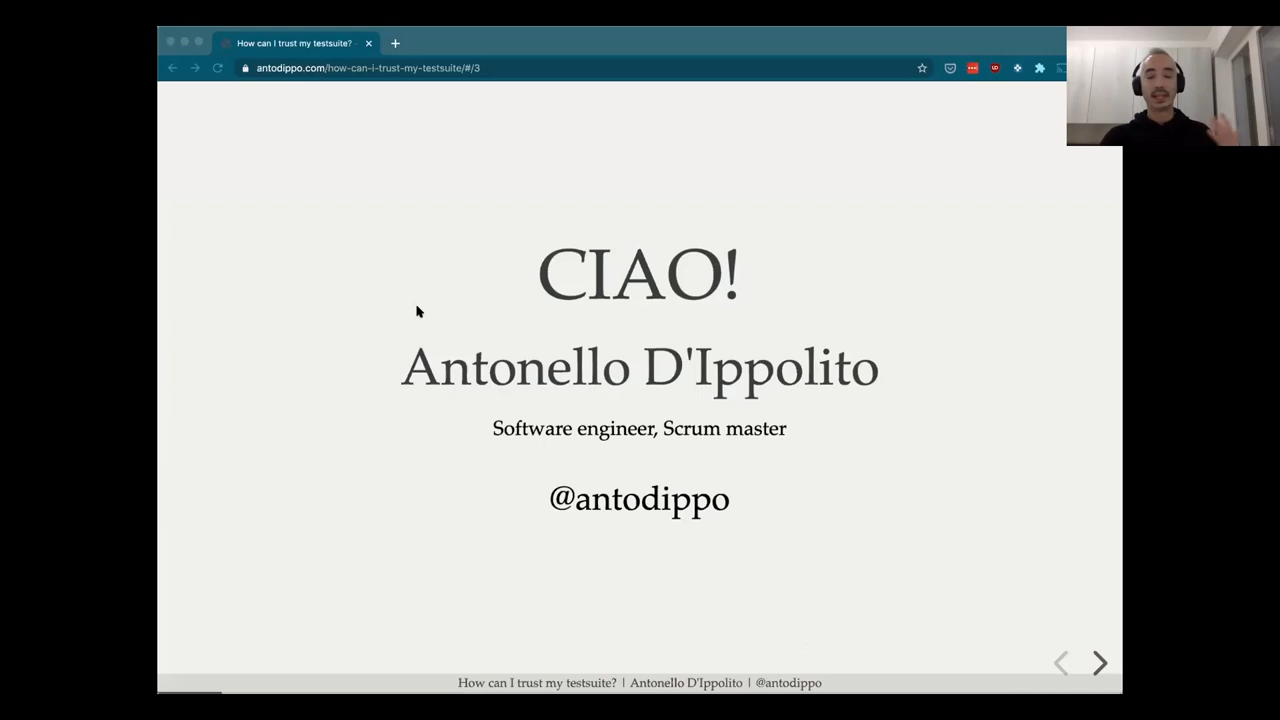 How can I trust my testsuite?
antodippo.com/how-can-i-trust-my-testsuite/#/3
CIAO!
Antonello D'Ippolito
Software engineer, Scrum master
@antodippo
How can I trust my testsuite? | Antonello D'Ippolito | @antodippo